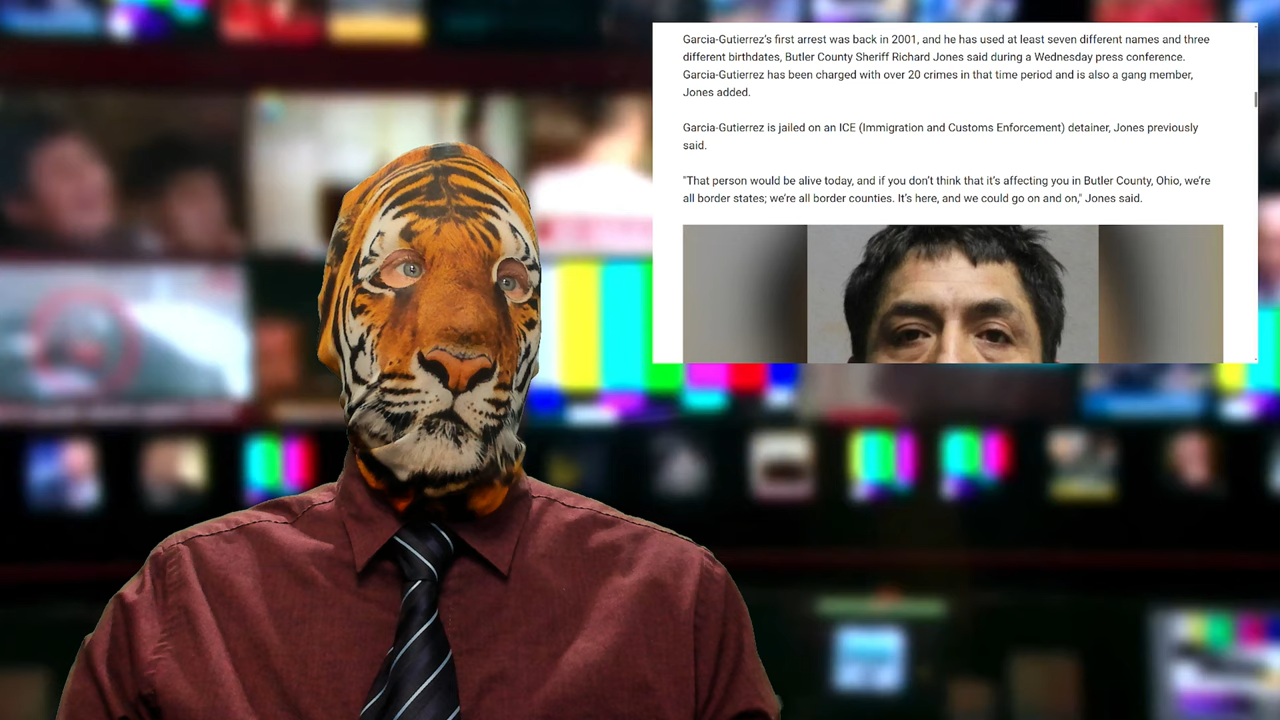 Garcia-Gutierrez's first arrest was back in 2001, and he has used at least seven different names and three
different birthdates, Butler County Sheriff Richard Jones said during a Wednesday press conference.
Garcia-Gutierrez has been charged with over 20 crimes in that time period and is also a gang member,
Jones added.
Garcia-Gutierrez is jailed on an ICE (Immigration and Customs Enforcement) detainer, Jones previously
said.
"That person would be alive today, and if you don't think that it's affecting you in Butler County, Ohio, we're
all border states; we're all border counties. It's here, and we could go on and on," Jones said.